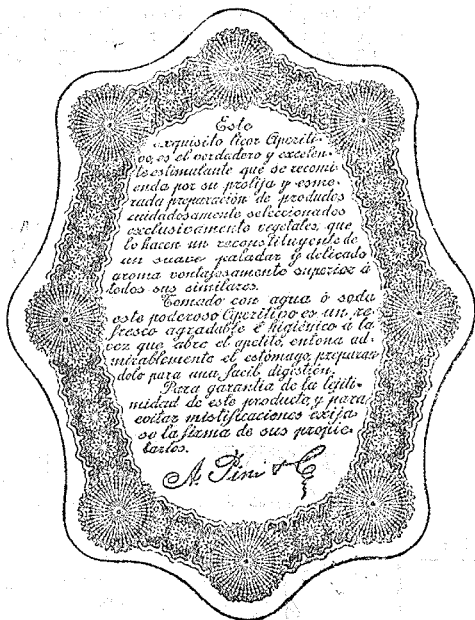 Este
exquisito licor Aperiti-
vo, es el verdadero y excelen-
te estimulante que se recomi-
enda por su prolija y esme-
rada preparación de productos
cuidadosamente seleccionados
exclusivamente vegetales, que
lo hacen un reconstituyente de
un suave paladar y delicado
aroma ventajosamente superior á
todos sus similares.
Tomado con agua ó soda
este poderoso Aperitivo es un re-
fresco agradable é higiénico á la
vez que abre el apetito, entona ad-
mirablemente el estómago, preparan-
dolo para una facil digestión.
Para garantia de la lejiti-
midad de este producto y para
evitar mistificaciones exija-
se la firma de sus propie-
tarios.
A. Pini & C